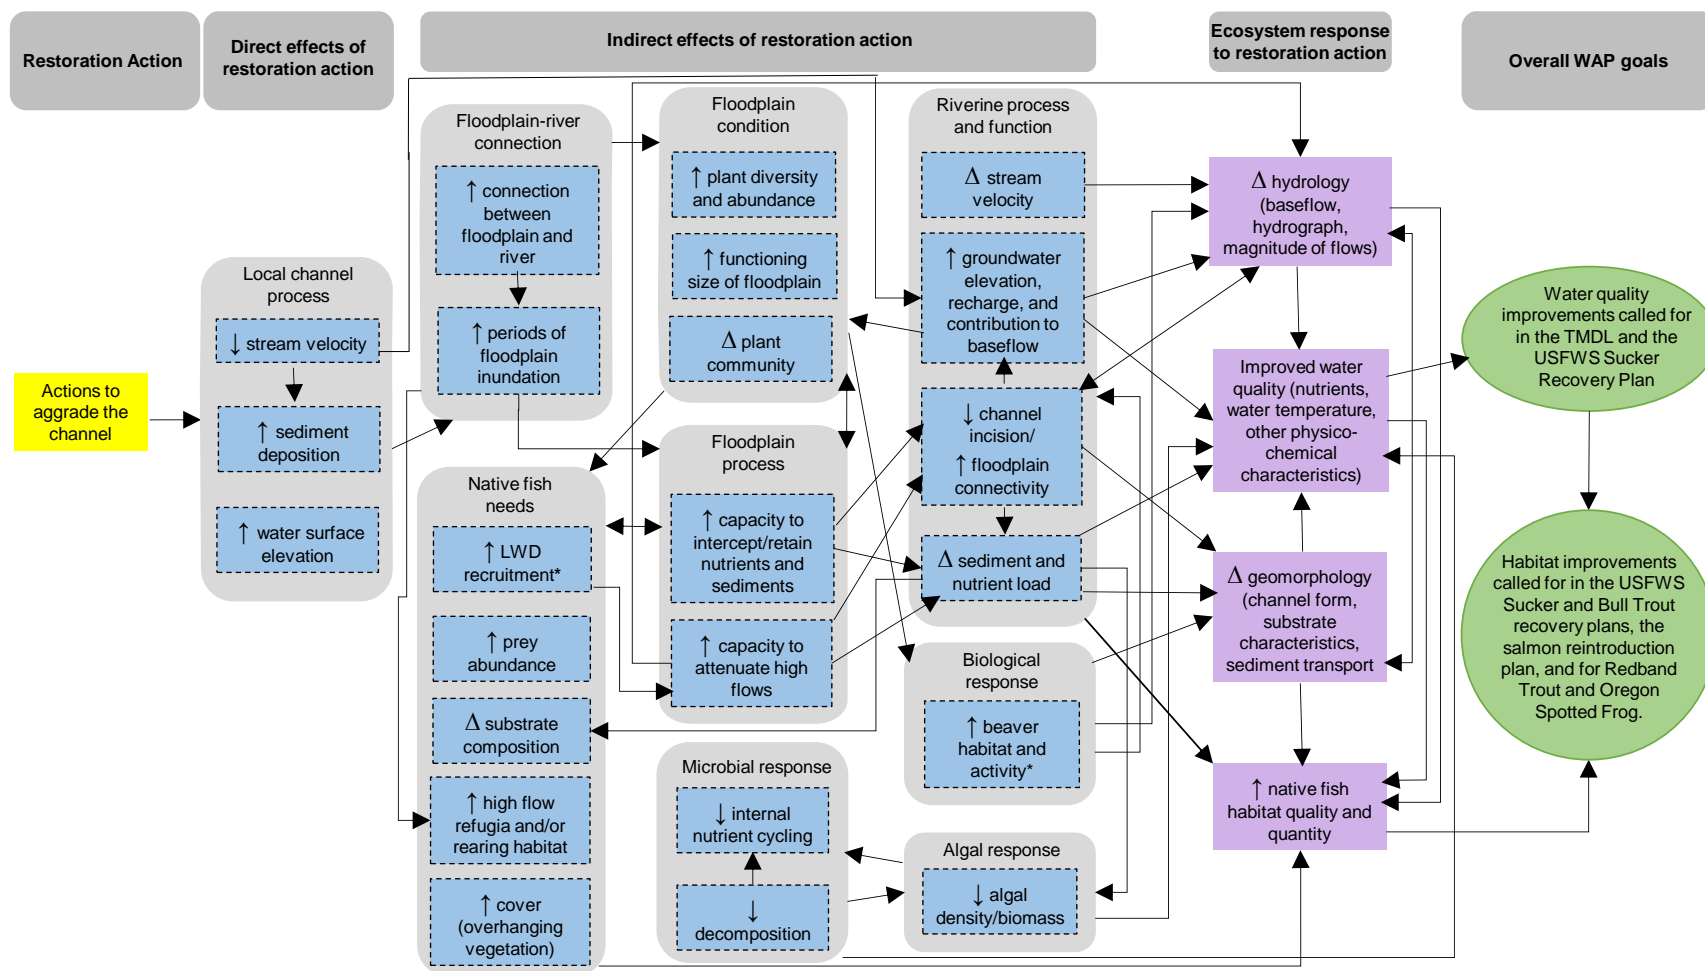 Restoration Action
Direct effects of
restoration action
Indirect effects of restoration action
Ecosystem response
to restoration action
Overall WAP goals
Actions to
aggrade the
channel
Local channel
process
↓ stream velocity
↑ sediment
deposition
↑ water surface
elevation
Floodplain-river
connection
↑ connection
between
floodplain and
river
↑ periods of
floodplain
inundation
Native fish
needs
↑ LWD
recruitment*
↑ prey
abundance
Δ substrate
composition
↑ high flow
refugia and/or
rearing habitat
↑ cover
(overhanging
vegetation)
Floodplain
condition
↑ plant diversity
and abundance
↑ functioning
size of floodplain
Δ plant
community
Floodplain
process
↑ capacity to
intercept/retain
nutrients and
sediments
↑ capacity to
attenuate high
flows
Microbial response
↓ internal
nutrient cycling
↓
decomposition
Riverine process
and function
Δ stream
velocity
↑ groundwater
elevation,
recharge, and
contribution to
baseflow
↓ channel
incision/
↑ floodplain
connectivity
Δ sediment and
nutrient load
Biological
response
↑ beaver
habitat and
activity*
Algal response
↓ algal
density/biomass
Δ hydrology
(baseflow,
hydrograph,
magnitude of flows)
Improved water
quality (nutrients,
water temperature,
other physico-
chemical
characteristics)
Δ geomorphology
(channel form,
substrate
characteristics,
sediment transport
↑ native fish
habitat quality and
quantity
Water quality
improvements called for
in the TMDL and the
USFWS Sucker
Recovery Plan
Habitat improvements
called for in the USFWS
Sucker and Bull Trout
recovery plans, the
salmon reintroduction
plan, and for Redband
Trout and Oregon
Spotted Frog.